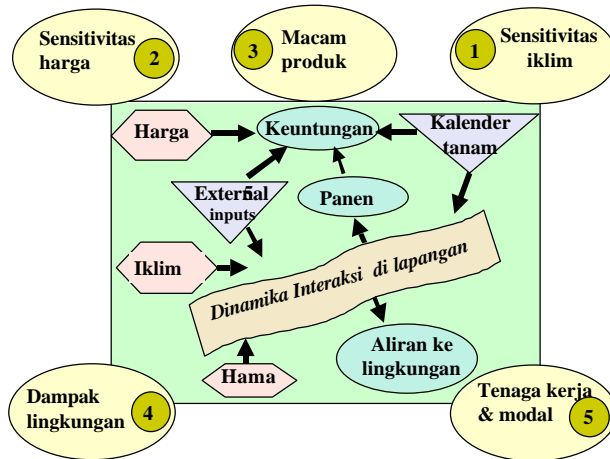 Sensitivitas
harga
2
3
Macam
produk
1
Sensitivitas
iklim
Harga
Keuntungan
Kalender
tanam
External
inputs
5
Panen
Iklim
Dinamika Interaksi di lapangan
Aliran ke
lingkungan
Hama
Dampak
lingkungan
4
Tenaga kerja
& modal
5